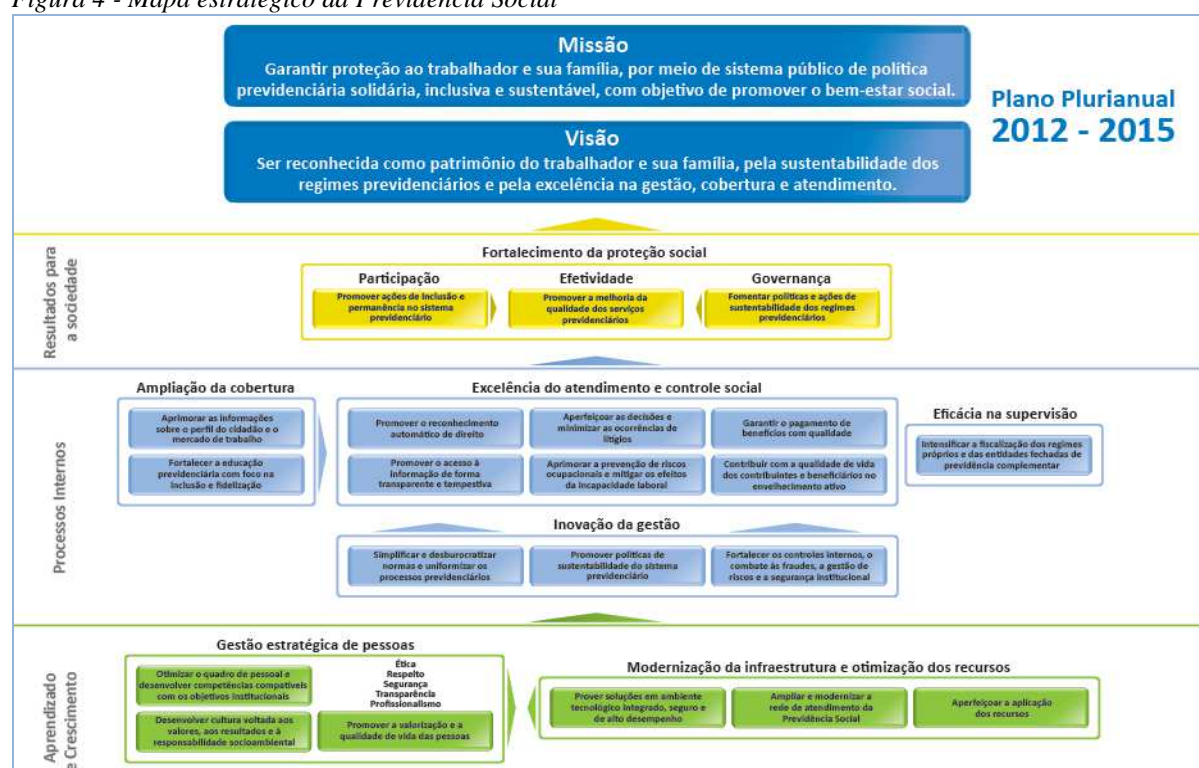 Figura 4 - Mapa estratégico da Previdência Social
Missão
Garantir proteção ao trabalhador e sua família, por meio de sistema público de política
previdenciária solidária, inclusiva e sustentável, com objetivo de promover o bem-estar social.
Plano Plurianual
2012 - 2015
Visão
Ser reconhecida como patrimônio do trabalhador e sua família, pela sustentabilidade dos
regimes previdenciários e pela excelência na gestão, cobertura e atendimento.
Resultados para
a sociedade
Fortalecimento da proteção social
Participação
Promover ações de inclusão e
permanência no sistema
previdenciário
Efetividade
Promover a melhoria da
qualidade dos serviços
previdenciários
Governança
Fomentar políticas e ações de
sustentabilidade dos regimes
previdenciários
Processos Internos
Ampliação da cobertura
Aprimorar as informações
sobre o perfil do cidadão e o
mercado de trabalho
Fortalecer a educação
previdenciária com foco na
inclusão e fidelização
Excelência do atendimento e controle social
Promover o reconhecimento
automático de direito
Aperfeiçoar as decisões e
minimizar as ocorrências de
litígios
Garantir o pagamento de
benefícios com qualidade
Promover o acesso à
informação de forma
transparente e tempestiva
Aprimorar a prevenção de riscos
ocupacionais e mitigar os efeitos
da incapacidade laboral
Contribuir com a qualidade de vida
dos contribuintes e beneficiários no
envelhecimento ativo
Eficácia na supervisão
Intensificar a fiscalização dos regimes
próprios e das entidades fechadas de
previdência complementar
Inovação da gestão
Simplificar e desburocratizar
normas e uniformizar os
processos previdenciários
Promover políticas de
sustentabilidade do sistema
previdenciário
Fortalecer os controles internos, o
combate às fraudes, a gestão de
riscos e a segurança institucional
Aprendizado
e Crescimento
Gestão estratégica de pessoas
Otimizar o quadro de pessoal e
desenvolver competências compatíveis
com os objetivos institucionais
Ética
Respeito
Segurança
Transparência
Profissionalismo
Desenvolver cultura voltada aos
valores, aos resultados e à
responsabilidade socioambiental
Promover a valorização e a
qualidade de vida das pessoas
Modernização da infraestrutura e otimização dos recursos
Prover soluções em ambiente
tecnológico integrado, seguro e
de alto desempenho
Ampliar e modernizar a
rede de atendimento da
Previdência Social
Aperfeiçoar a aplicação
dos recursos